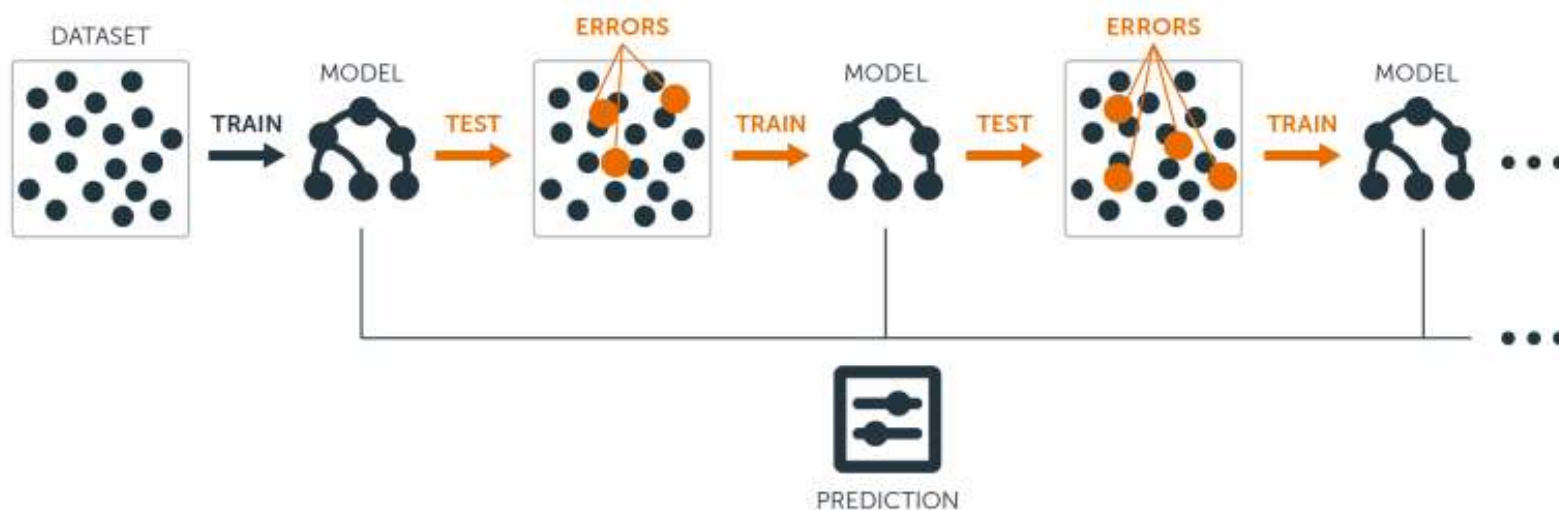 DATASET
TRAIN
MODEL
TEST
ERRORS
TRAIN
MODEL
TEST
ERRORS
TRAIN
MODEL
PREDICTION